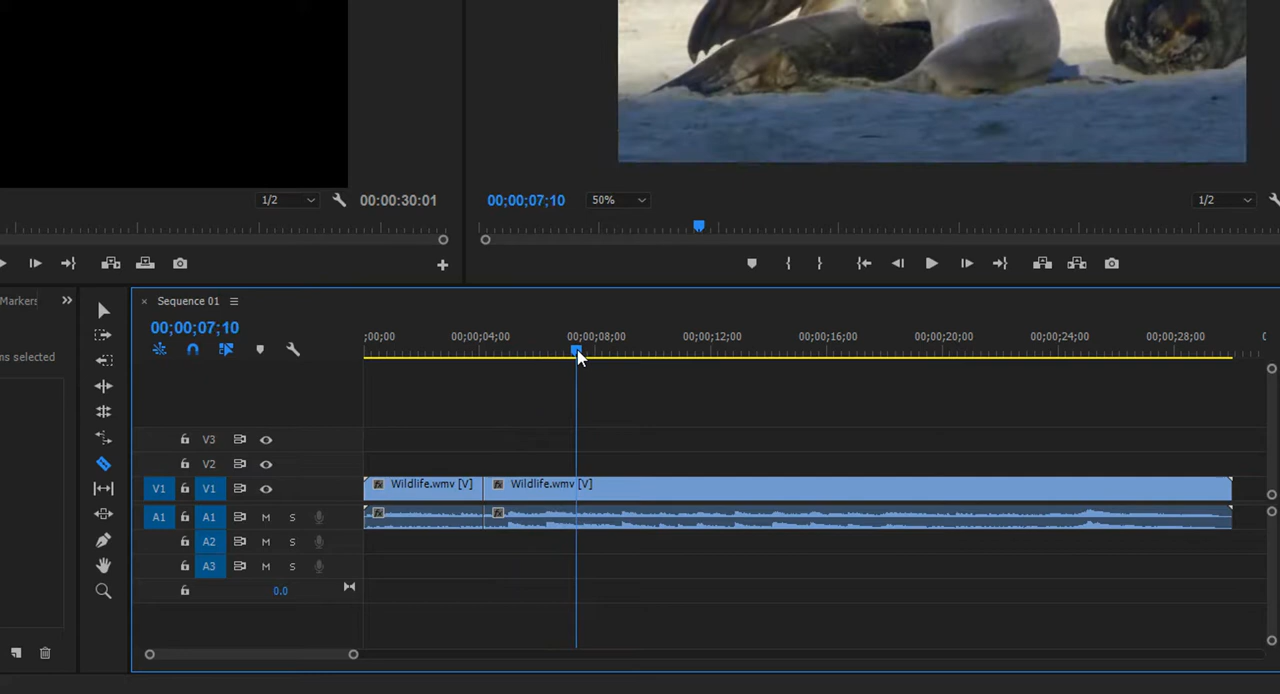 1/2 00:00:30:01
00;00;07;10 50% 1/2
Markers
ms selected
Sequence 01
00;00;07;10
;00;00 00;00;04;00 00;00;08;00 00;00;12;00 00;00;16;00 00;00;20;00 00;00;24;00 00;00;28;00
V3
V2
V1 V1 Wildlife.wmv [V] Wildlife.wmv [V]
A1 A1 M S
A2 M S
A3 M S
0.0